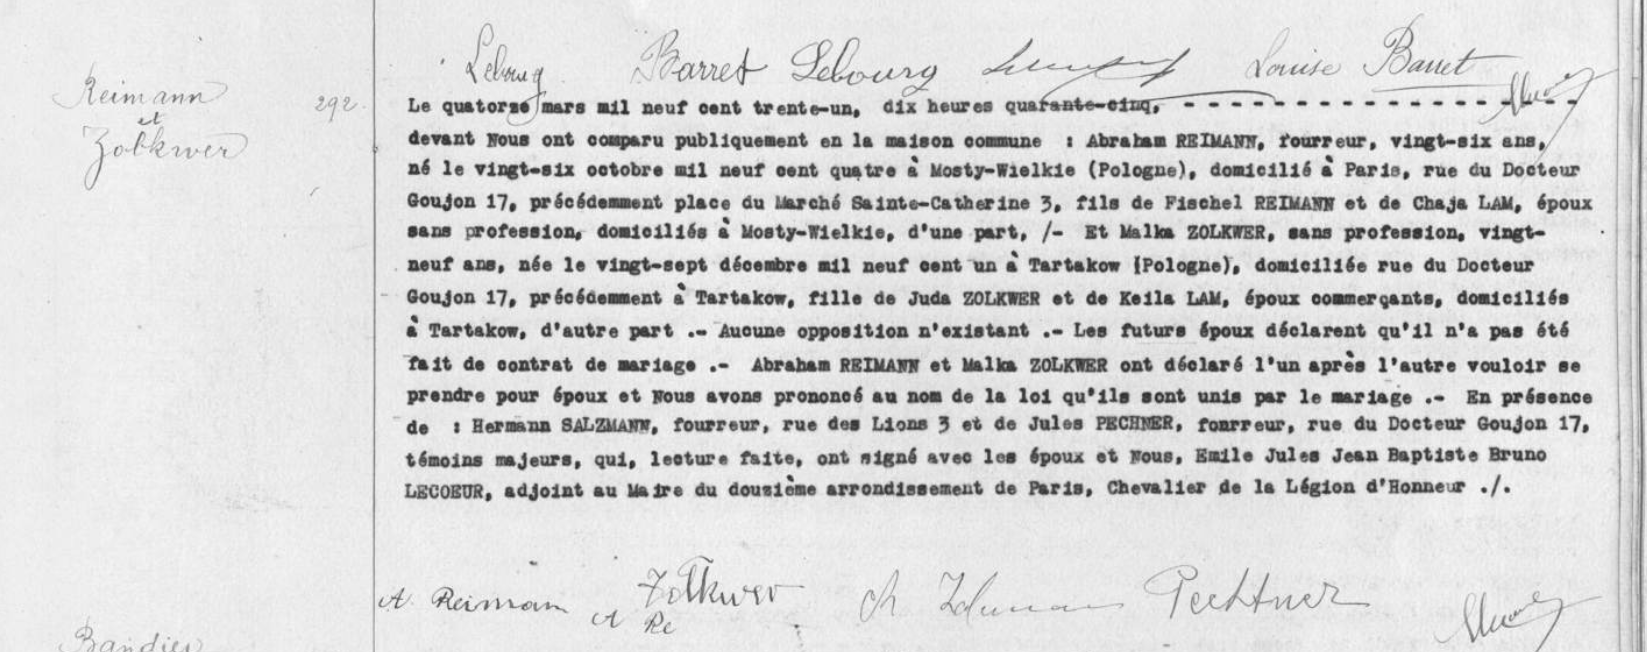 Lebourg Barret Lebourg Louise Barret
Reimann
et
Zolkwer
292.
Le quatorze mars mil neuf cent trente-un, dix heures quarante-cinq, - - - - - - - - - - - - - - - -
devant Nous ont comparu publiquement en la maison commune : Abraham REIMANN, fourreur, vingt-six ans,
né le vingt-six octobre mil neuf cent quatre à Mosty-Wielkie (Pologne), domicilié à Paris, rue du Docteur
Goujon 17, précédemment place du Marché Sainte-Catherine 3, fils de Fischel REIMANN et de Chaja LAM, époux
sans profession, domiciliés à Mosty-Wielkie, d'une part, /- Et Malka ZOLKWER, sans profession, vingt-
neuf ans, née le vingt-sept décembre mil neuf cent un à Tartakow (Pologne), domiciliée rue du Docteur
Goujon 17, précédemment à Tartakow, fille de Juda ZOLKWER et de Keila LAM, époux commerçants, domiciliés
à Tartakow, d'autre part .- Aucune opposition n'existant .- Les futurs époux déclarent qu'il n'a pas été
fait de contrat de mariage .- Abraham REIMANN et Malka ZOLKWER ont déclaré l'un après l'autre vouloir se
prendre pour époux et Nous avons prononcé au nom de la loi qu'ils sont unis par le mariage .- En présence
de : Hermann SALZMANN, fourreur, rue des Lions 3 et de Jules PECHNER, fonrreur, rue du Docteur Goujon 17,
témoins majeurs, qui, lecture faite, ont signé avec les époux et Nous, Emile Jules Jean Baptiste Bruno
LECOEUR, adjoint au Maire du douzième arrondissement de Paris, Chevalier de la Légion d'Honneur ./.
A. Reimann Zolkwer Pechtner
A Re
Bandier